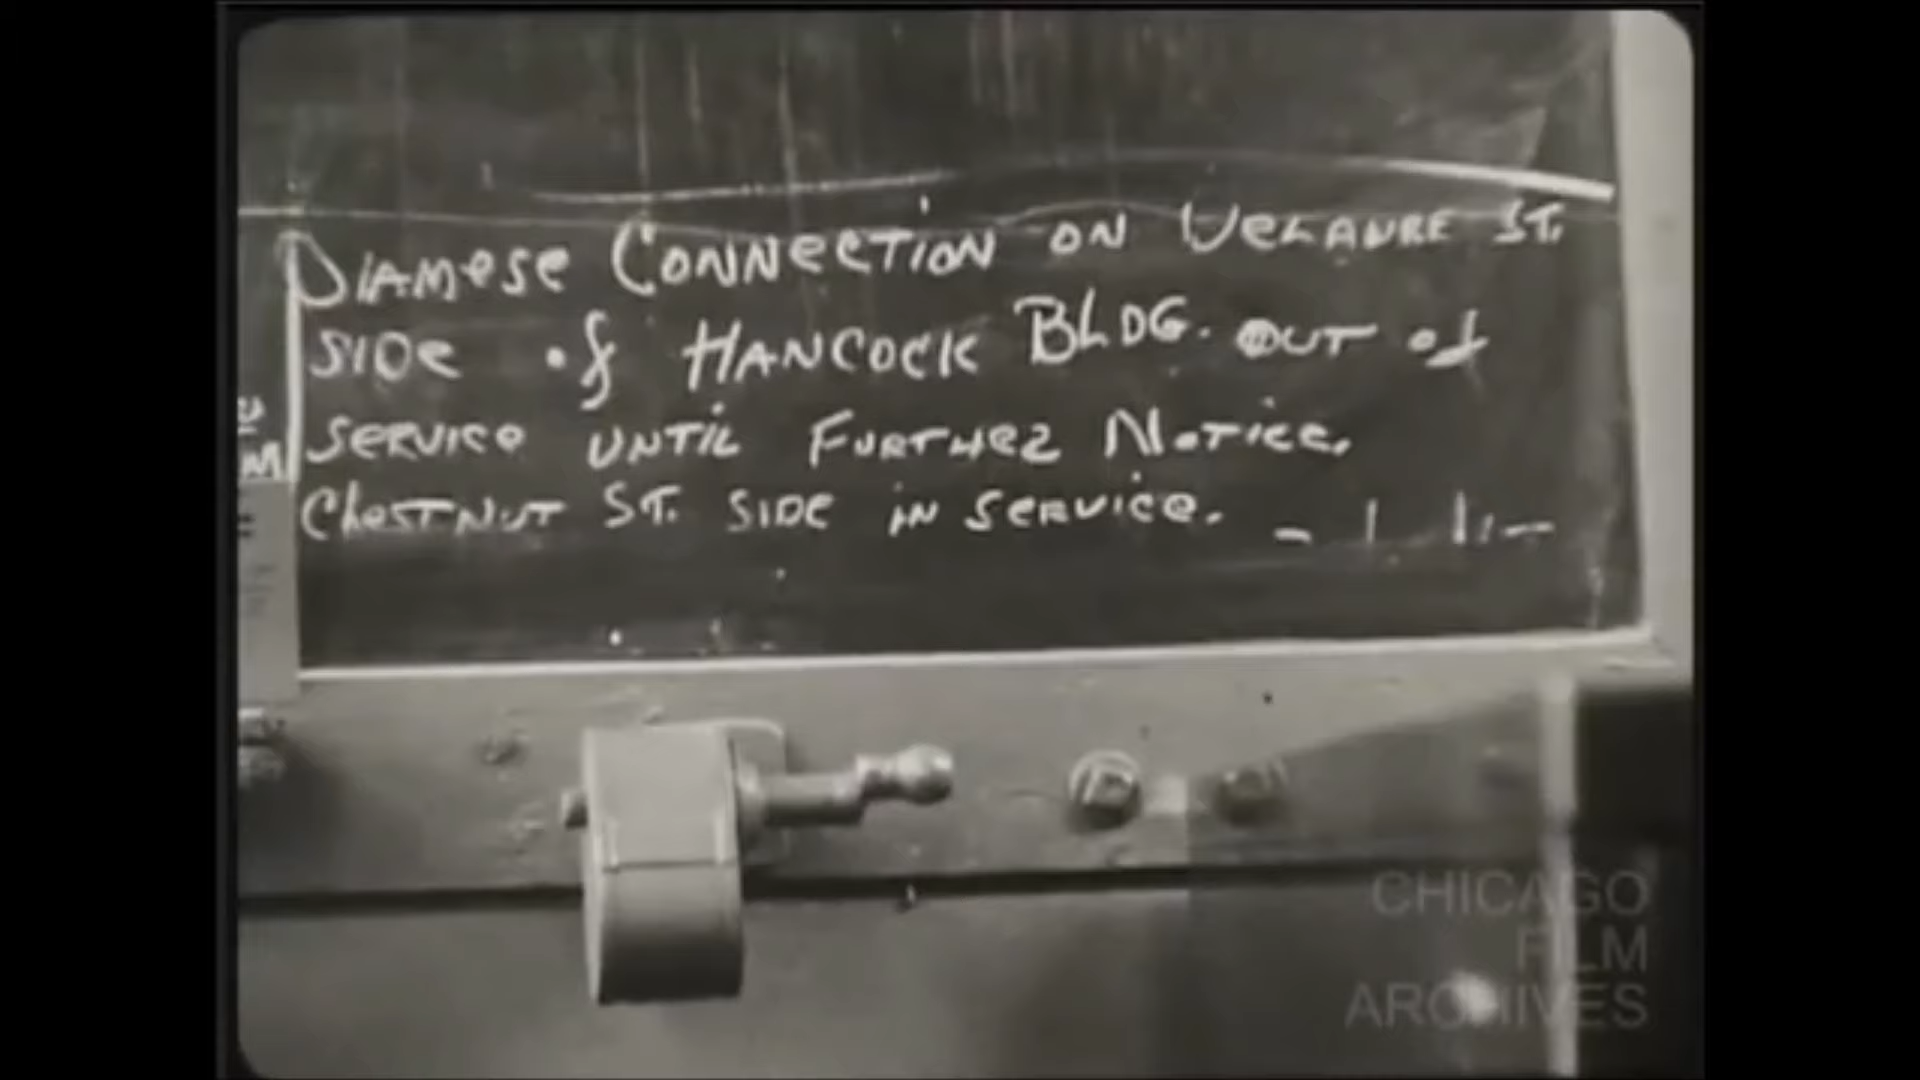 DIAMESE CONNECTION ON DELAWARE ST.
SIDE of HANCOCK BLDG. OUT of
SERVICE UNTIL FURTHER NOTICE.
CHESTNUT ST. SIDE IN SERVICE.
CHICAGO
FILM
ARCHIVES